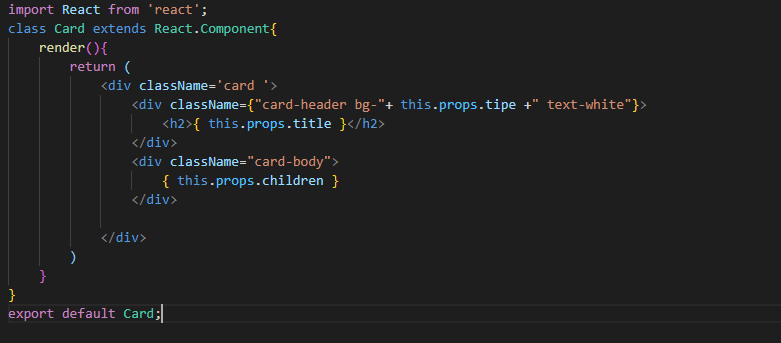 import React from 'react';
class Card extends React.Component{
    render(){
        return (
            <div className='card '>
                <div className={"card-header bg-"+ this.props.tipe +" text-white"}>
                    <h2>{ this.props.title }</h2>
                </div>
                <div className="card-body">
                    { this.props.children }
                </div>

            </div>
        )
    }
}
export default Card;